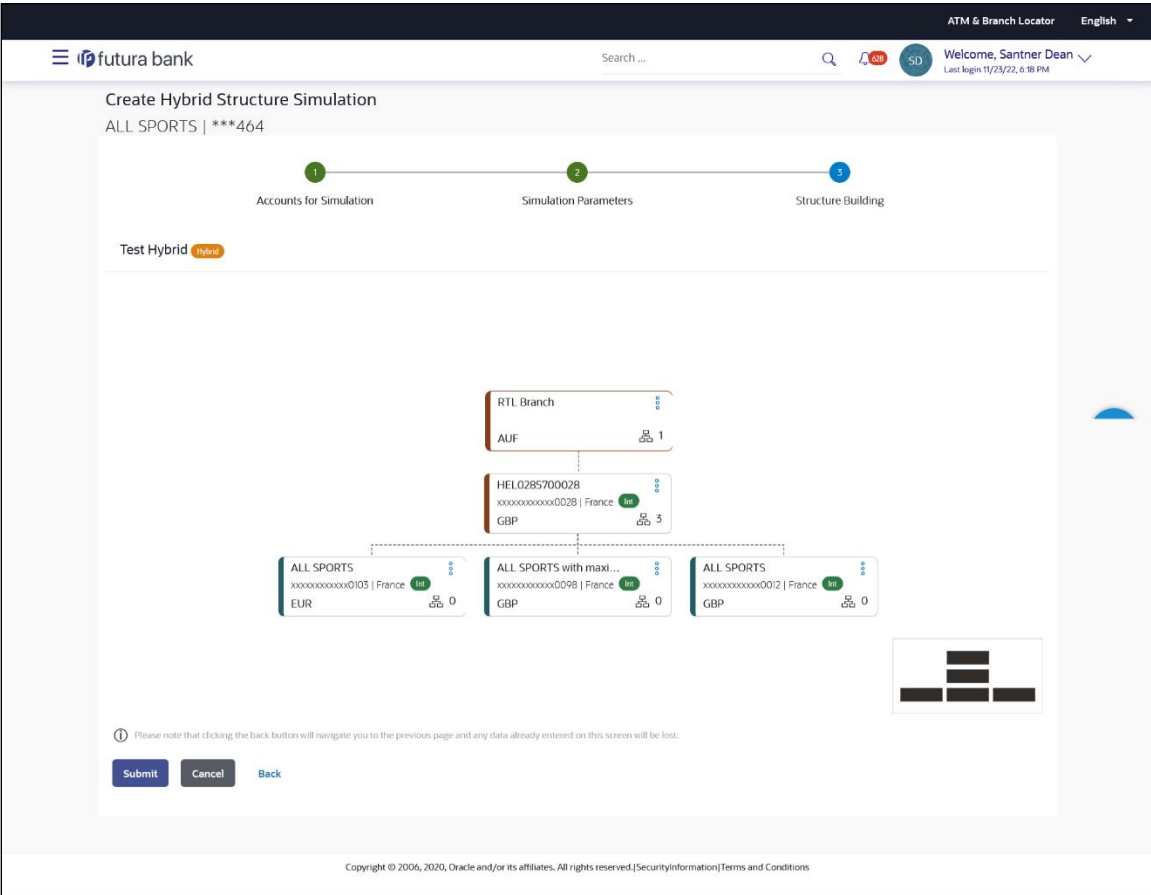 ATM & Branch Locator English
futura bank Search ... 628 SD Welcome, Santner Dean
Last login 11/23/22, 6:18 PM
Create Hybrid Structure Simulation
ALL SPORTS | ***464
1 2 3
Accounts for Simulation Simulation Parameters Structure Building
Test Hybrid Hybrid
RTL Branch
AUF 1
HEL0285700028
xxxxxxxxxxxx0028 | France Int
GBP 3
ALL SPORTS ALL SPORTS with maxi... ALL SPORTS
xxxxxxxxxxxx0103 | France Int xxxxxxxxxxxx0098 | France Int xxxxxxxxxxxx0012 | France Int
EUR 0 GBP 0 GBP 0
Please note that clicking the back button will navigate you to the previous page and any data already entered on this screen will be lost.
Submit Cancel Back
Copyright © 2006, 2020, Oracle and/or its affiliates. All rights reserved.|SecurityInformation|Terms and Conditions